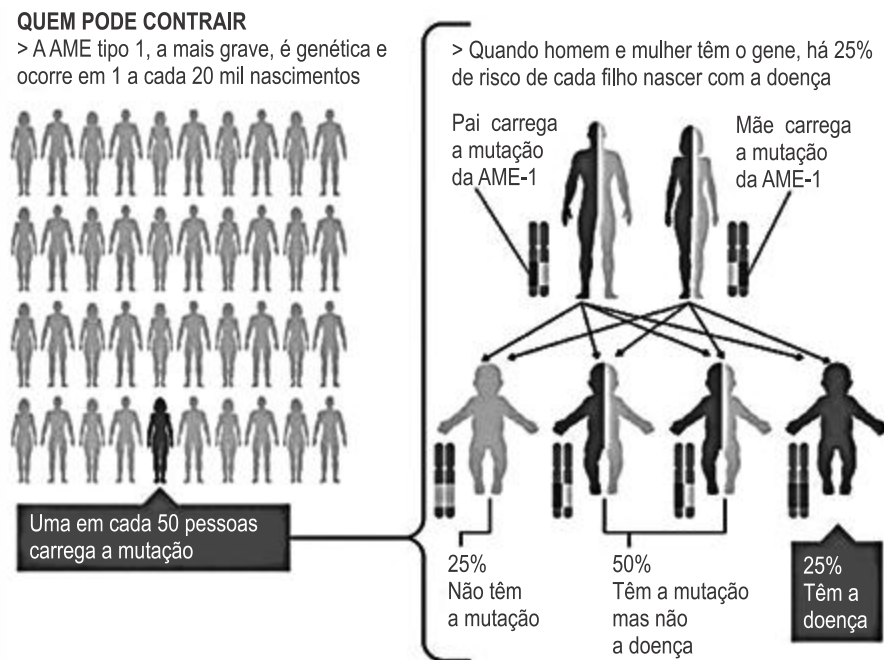 QUEM PODE CONTRAIR
> A AME tipo 1, a mais grave, é genética e
ocorre em 1 a cada 20 mil nascimentos
Uma em cada 50 pessoas
carrega a mutação
> Quando homem e mulher têm o gene, há 25%
de risco de cada filho nascer com a doença
Pai carrega
a mutação
da AME-1
Mãe carrega
a mutação
da AME-1
25%
Não têm
a mutação
50%
Têm a mutação
mas não
a doença
25%
Têm a
doença